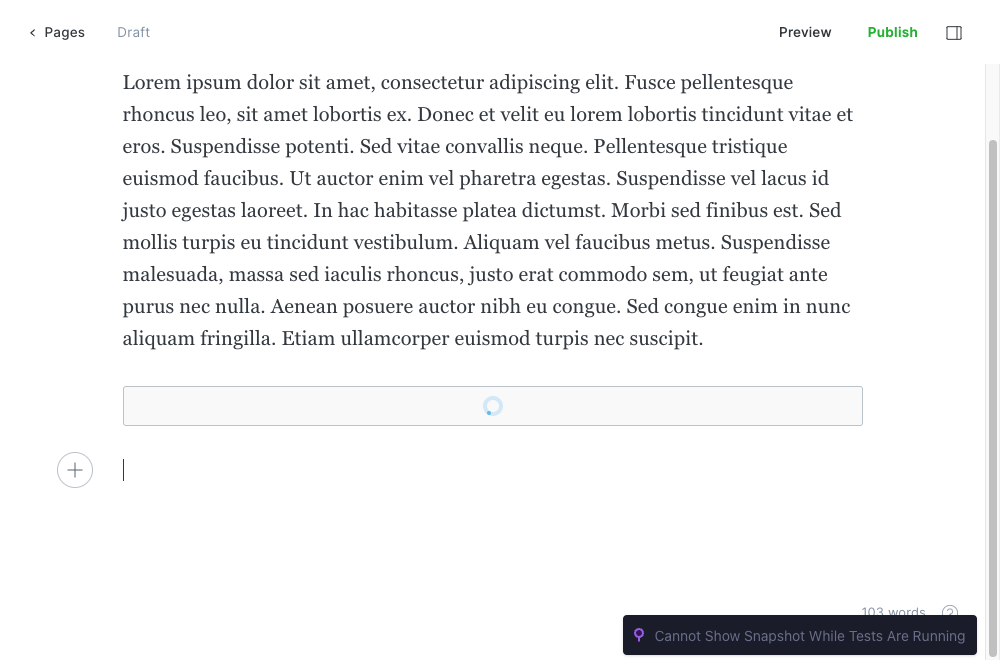 Pages
Draft
Preview
Publish
Lorem ipsum dolor sit amet, consectetur adipiscing elit. Fusce pellentesque
rhoncus leo, sit amet lobortis ex. Donec et velit eu lorem lobortis tincidunt vitae et
eros. Suspendisse potenti. Sed vitae convallis neque. Pellentesque tristique
euismod faucibus. Ut auctor enim vel pharetra egestas. Suspendisse vel lacus id
justo egestas laoreet. In hac habitasse platea dictumst. Morbi sed finibus est. Sed
mollis turpis eu tincidunt vestibulum. Aliquam vel faucibus metus. Suspendisse
malesuada, massa sed iaculis rhoncus, justo erat commodo sem, ut feugiat ante
purus nec nulla. Aenean posuere auctor nibh eu congue. Sed congue enim in nunc
aliquam fringilla. Etiam ullamcorper euismod turpis nec suscipit.
103 words
Cannot Show Snapshot While Tests Are Running